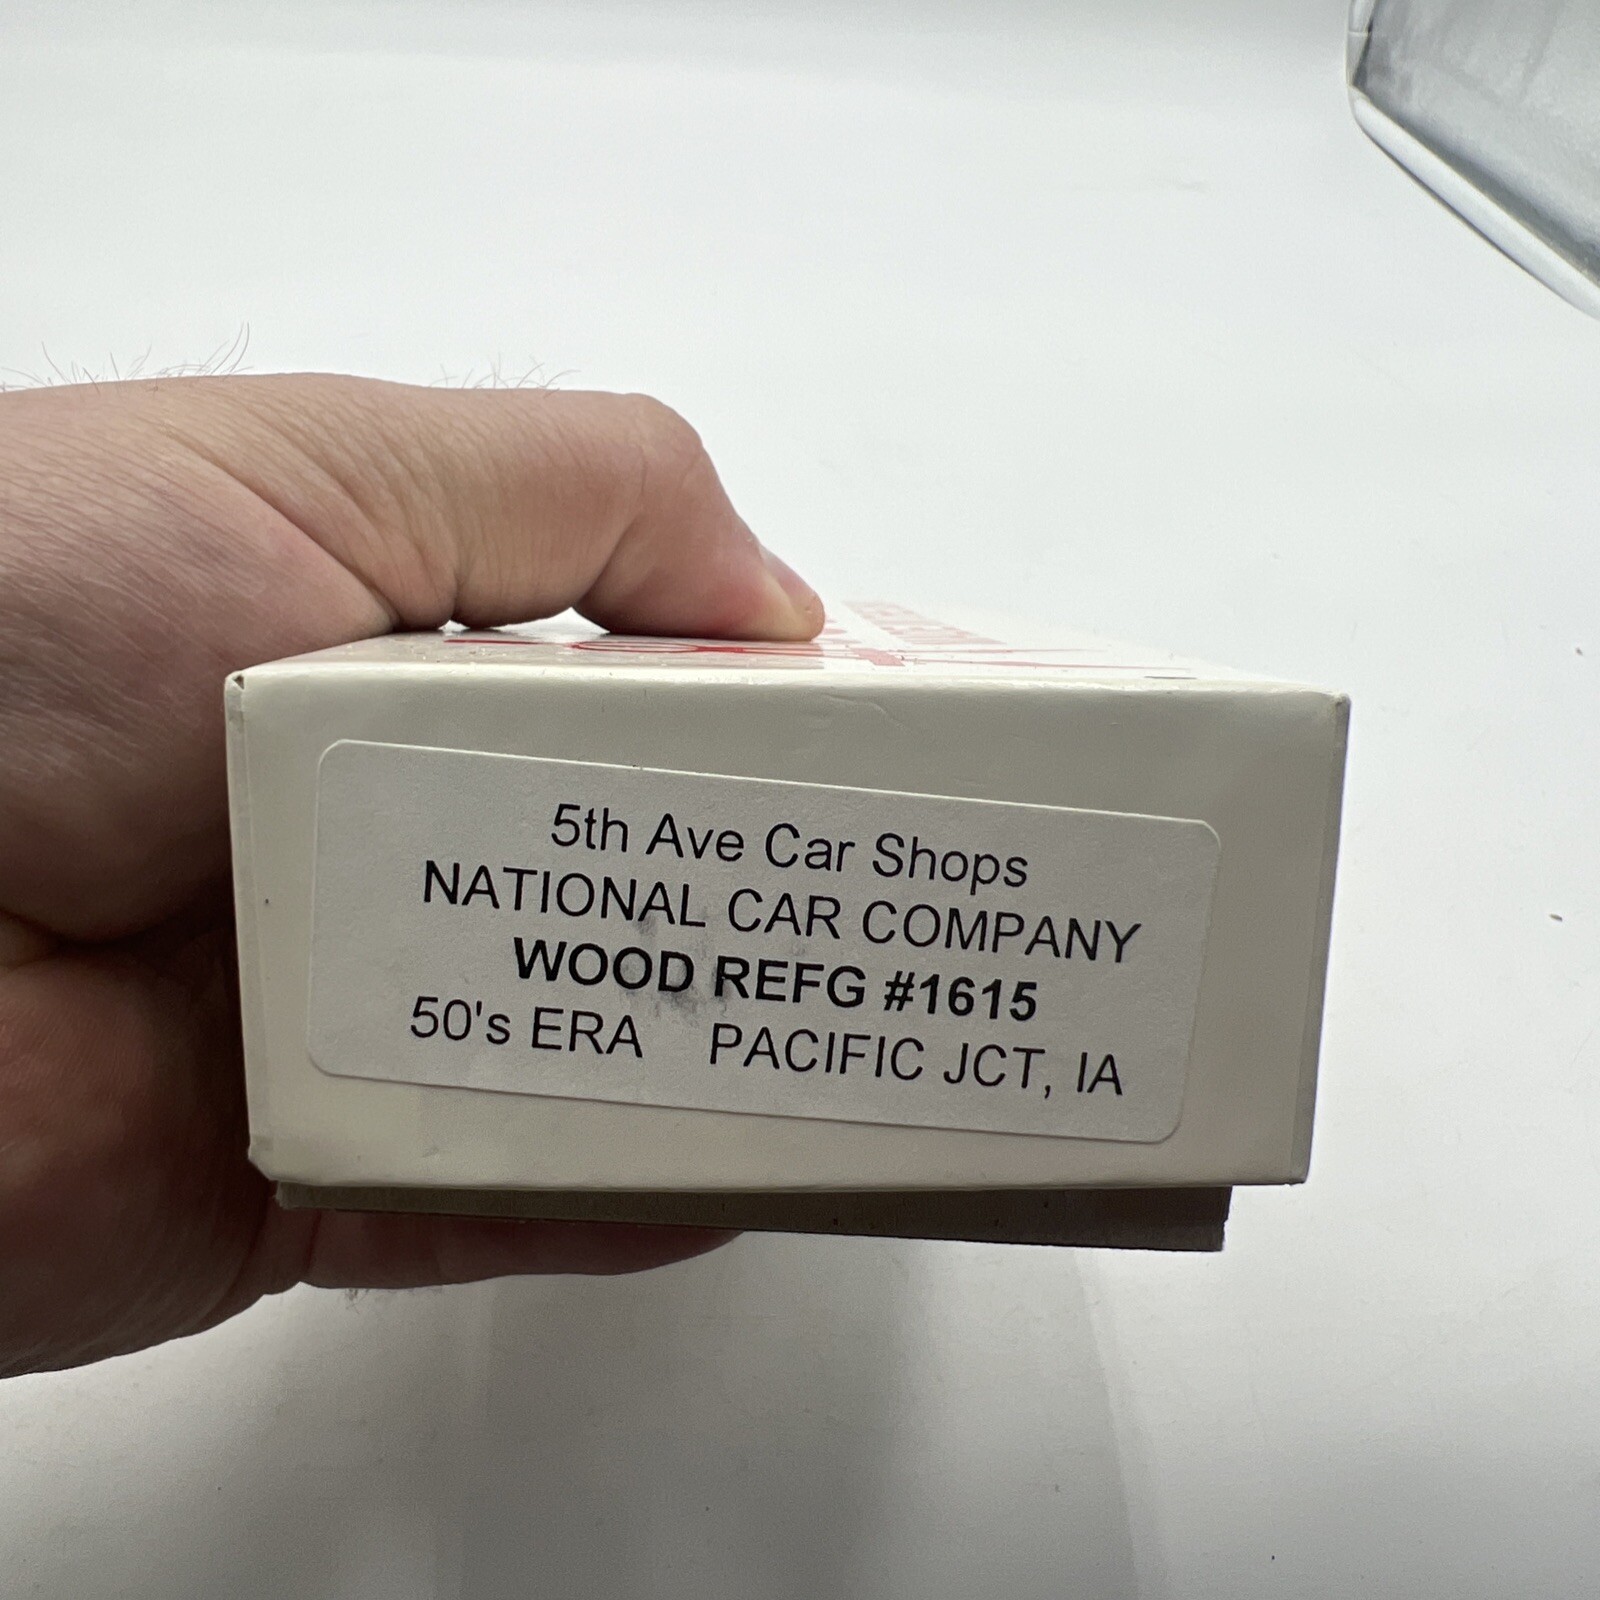 5th Ave Car Shops
NATIONAL CAR COMPANY
WOOD REFG #1615
50's ERA PACIFIC JCT, IA